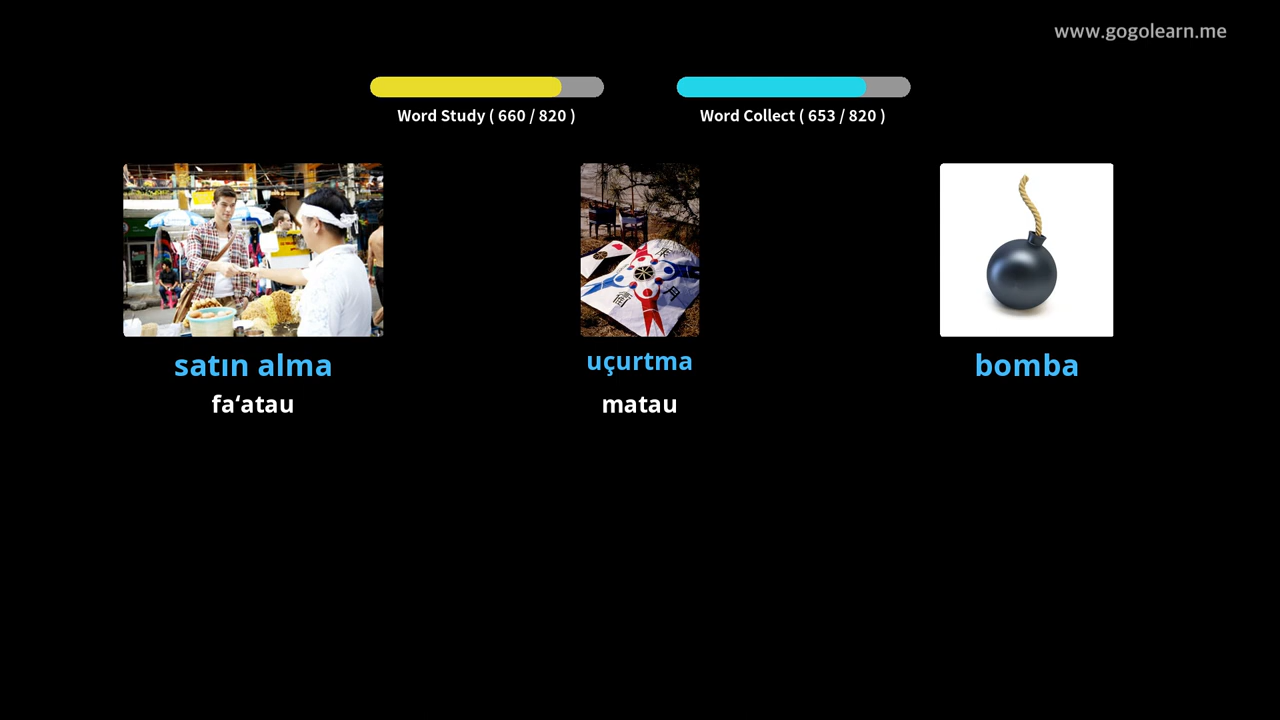 www.gogolearn.me
Word Study ( 660 / 820 )
Word Collect ( 653 / 820 )
satın alma
uçurtma
bomba
fa‘atau
matau